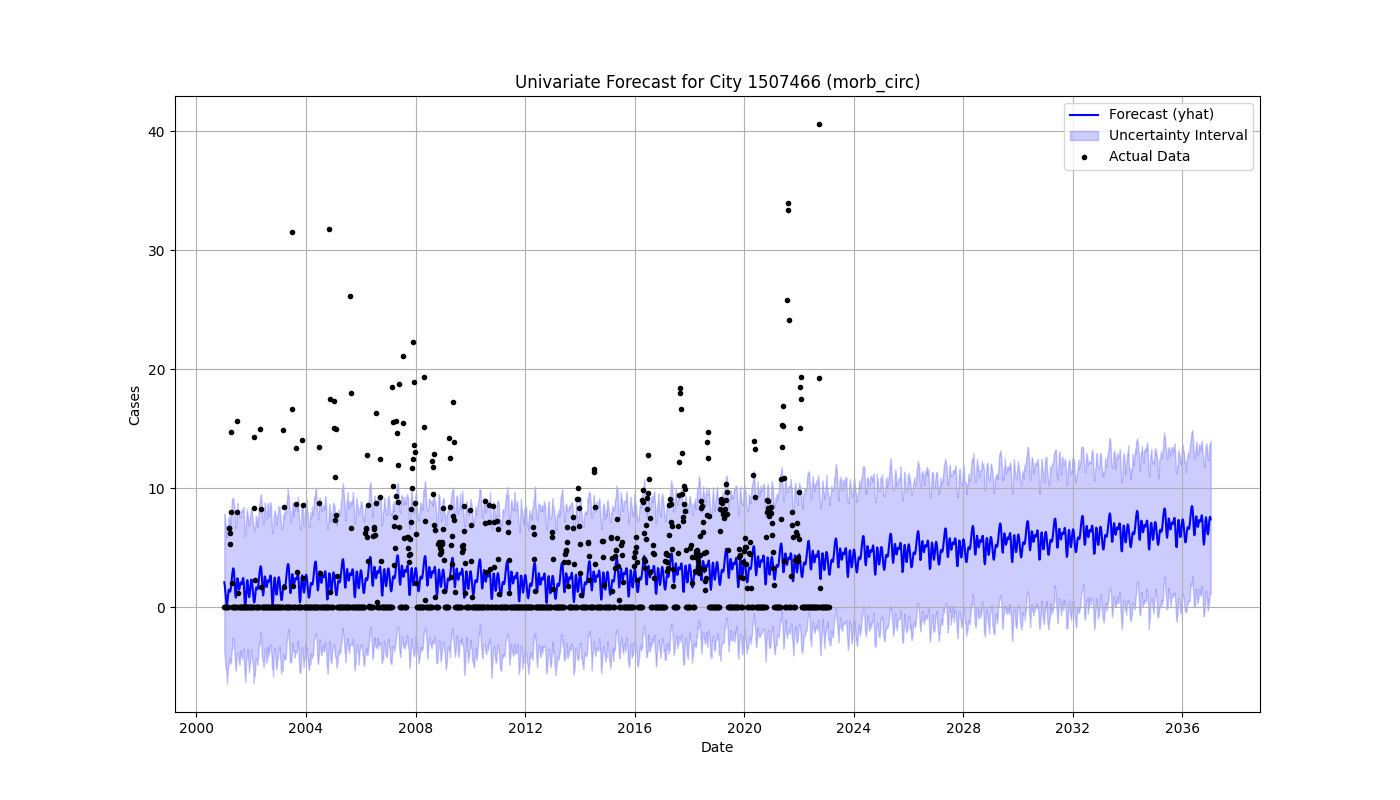 Univariate Forecast for City 1507466 (morb_circ)
Forecast (yhat)
Uncertainty Interval
Actual Data
40
30
20
10
0
Cases
2000 2004 2008 2012 2016 2020 2024 2028 2032 2036
Date